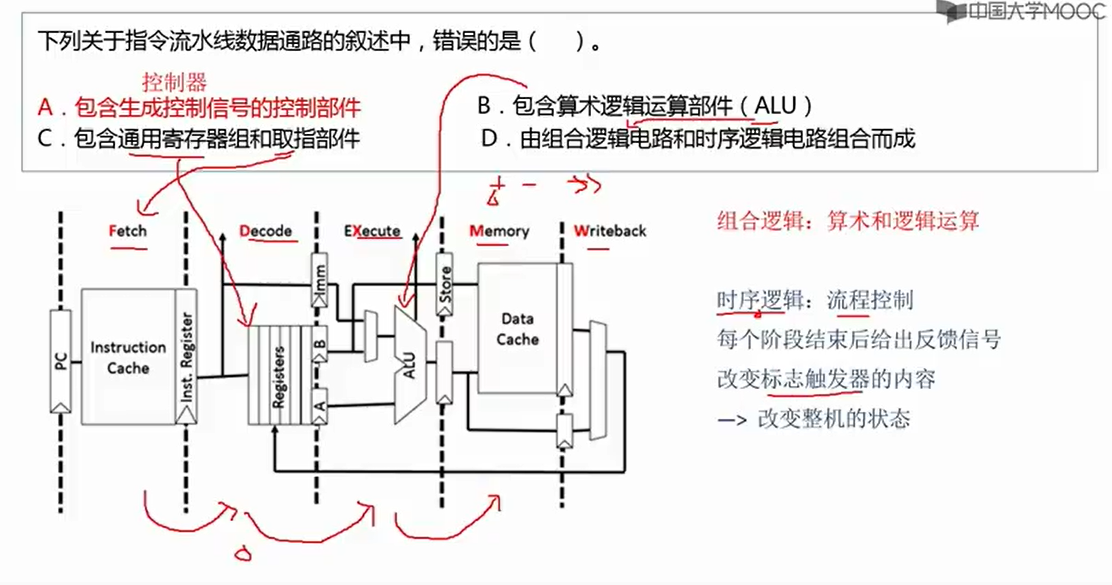 中国大学MOOC
下列关于指令流水线数据通路的叙述中，错误的是（ ）。
控制器
A．包含生成控制信号的控制部件
B．包含算术逻辑运算部件（ALU）
C．包含通用寄存器组和取指部件
D．由组合逻辑电路和时序逻辑电路组合而成
+ -
Fetch
Decode
EXecute
Memory
Writeback
PC
Instruction
Cache
Inst. Register
Registers
Imm
B
A
ALU
Store
Data
Cache
组合逻辑：算术和逻辑运算
时序逻辑：流程控制
每个阶段结束后给出反馈信号
改变标志触发器的内容
—> 改变整机的状态